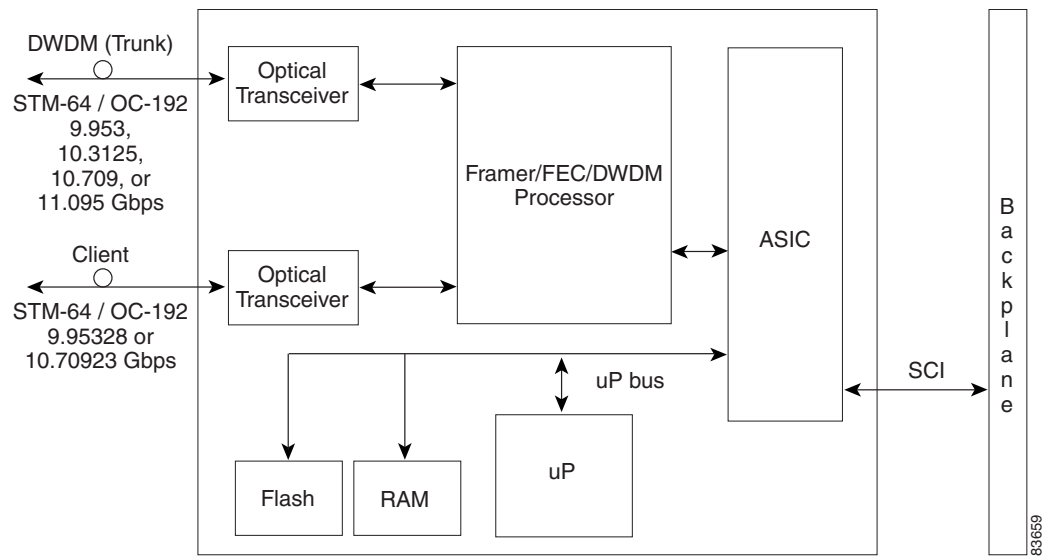 DWDM (Trunk)
STM-64 / OC-192
9.953,
10.3125,
10.709, or
11.095 Gbps
Optical
Transceiver
Framer/FEC/DWDM
Processor
ASIC
Client
STM-64 / OC-192
9.95328 or
10.70923 Gbps
Optical
Transceiver
uP bus
SCI
Backplane
Flash
RAM
uP
83659